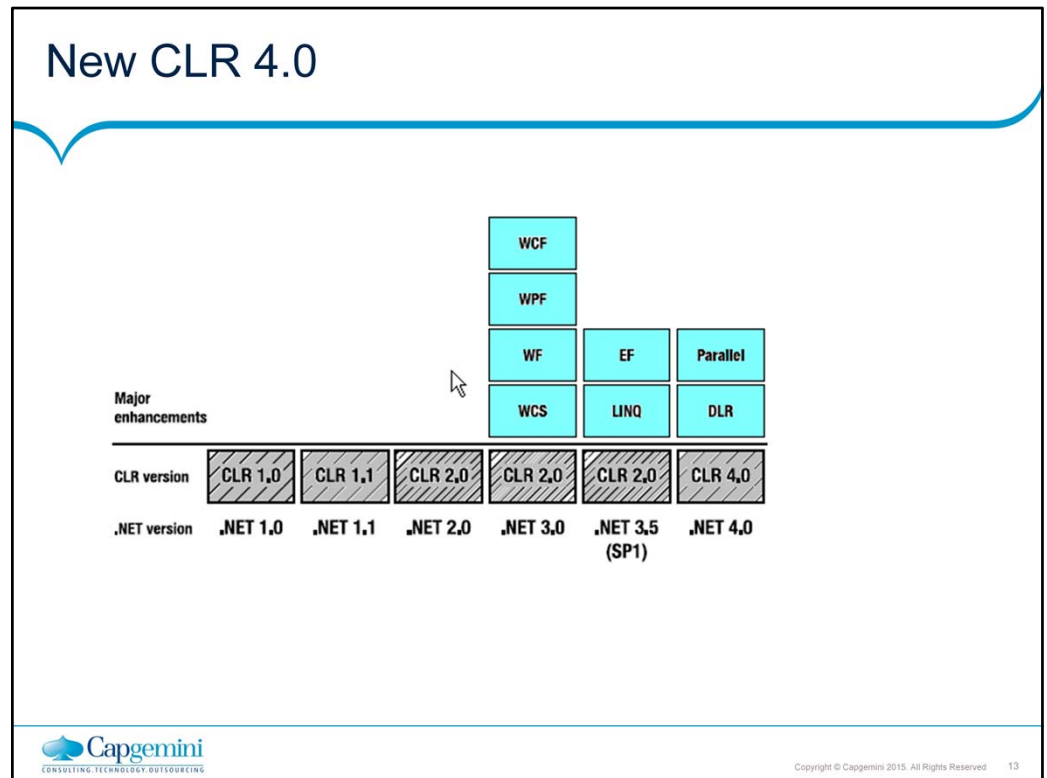 New CLR 4.0
WCF
WPF
WF EF Parallel
Major
enhancements
WCS LINQ DLR
CLR version CLR 1.0 CLR 1.1 CLR 2.0 CLR 2.0 CLR 2.0 CLR 4.0
.NET version .NET 1.0 .NET 1.1 .NET 2.0 .NET 3.0 .NET 3.5 .NET 4.0
(SP1)
Capgemini
CONSULTING.TECHNOLOGY.OUTSOURCING
Copyright © Capgemini 2015. All Rights Reserved 13